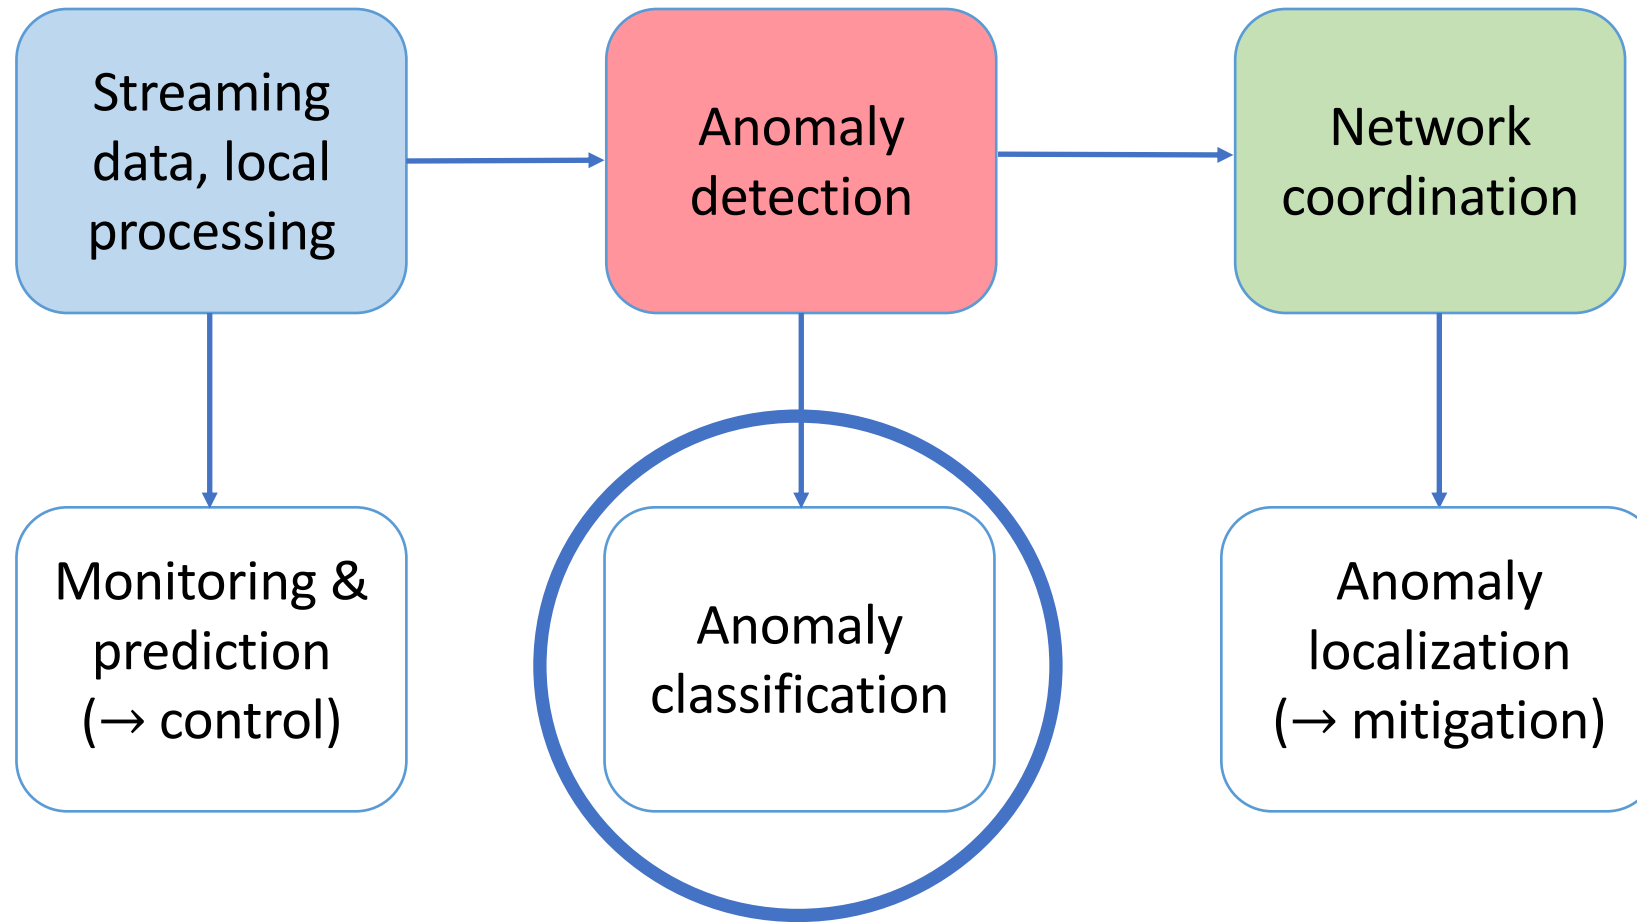 Streaming
data, local
processing
Anomaly
detection
Network
coordination
Monitoring &
prediction
(→ control)
Anomaly
classification
Anomaly
localization
(→ mitigation)